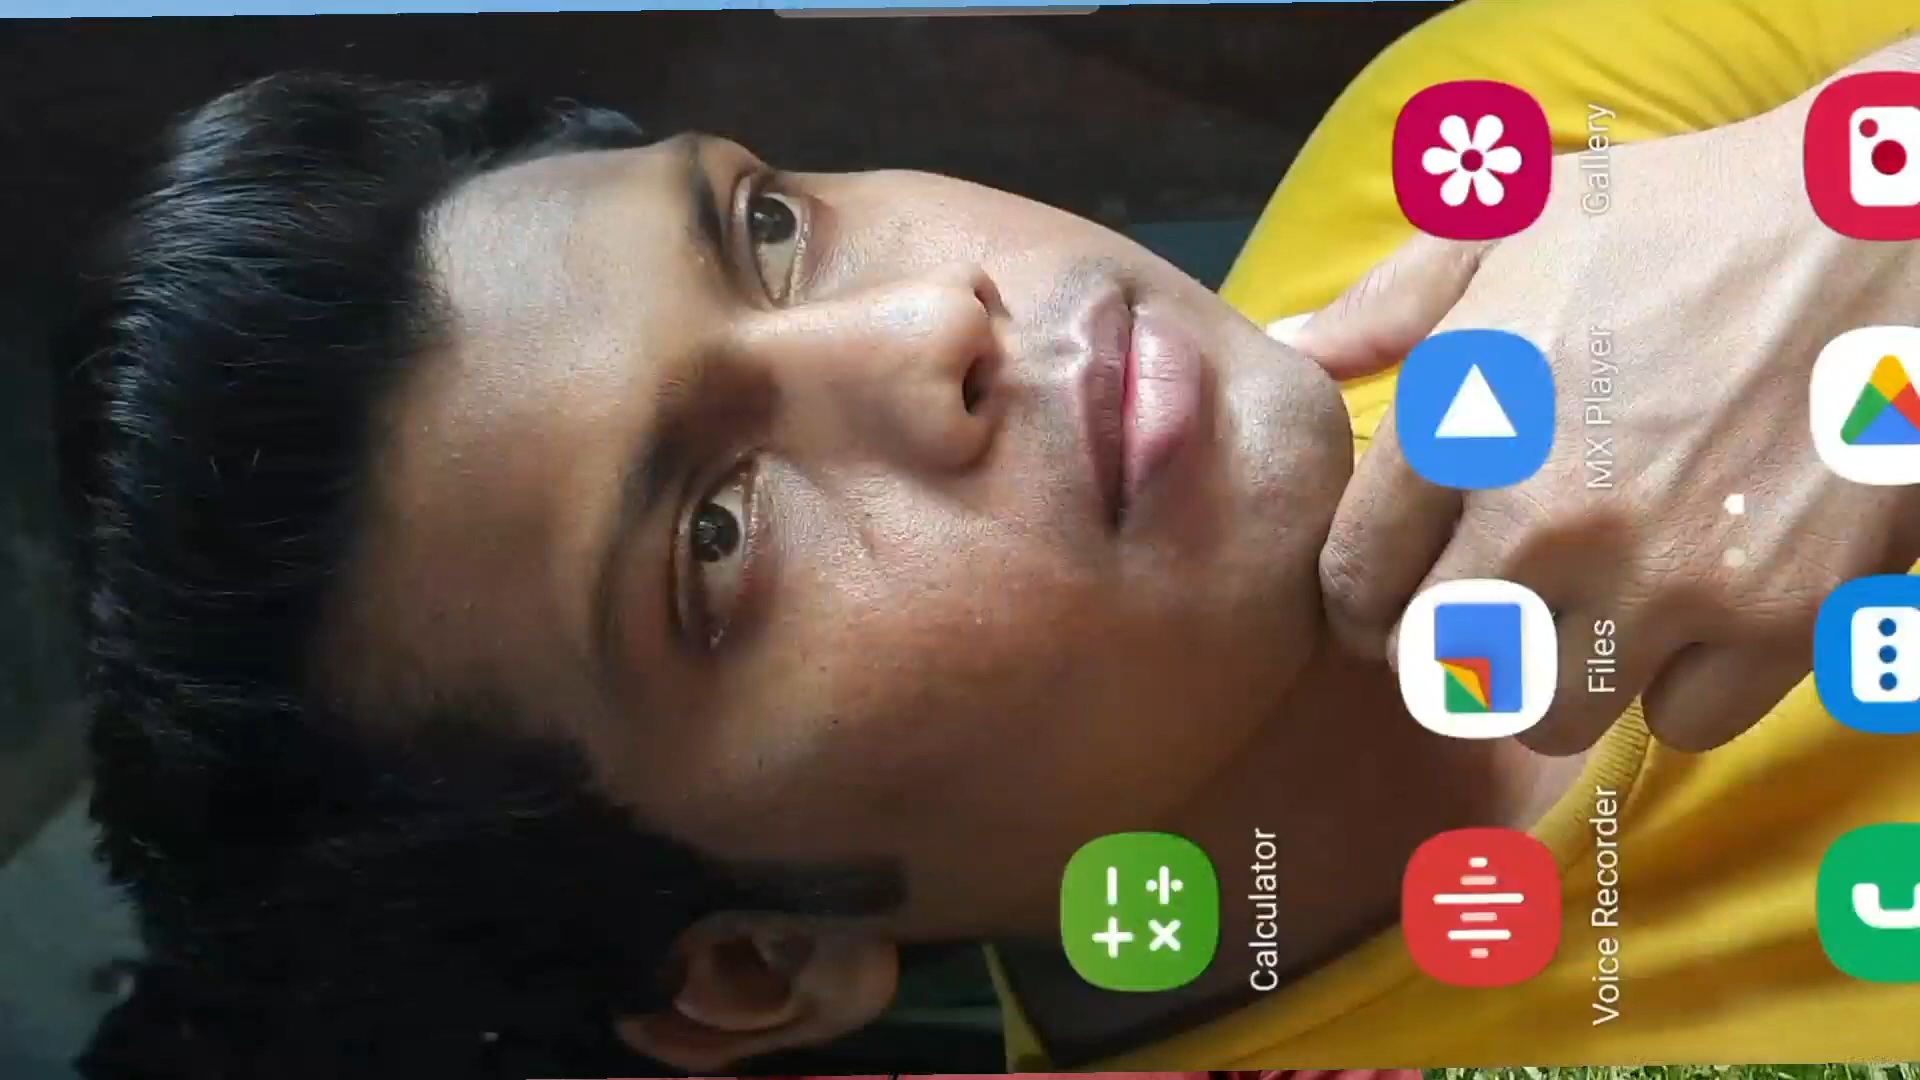 Calculator
Voice Recorder
Files
MX Player
Gallery